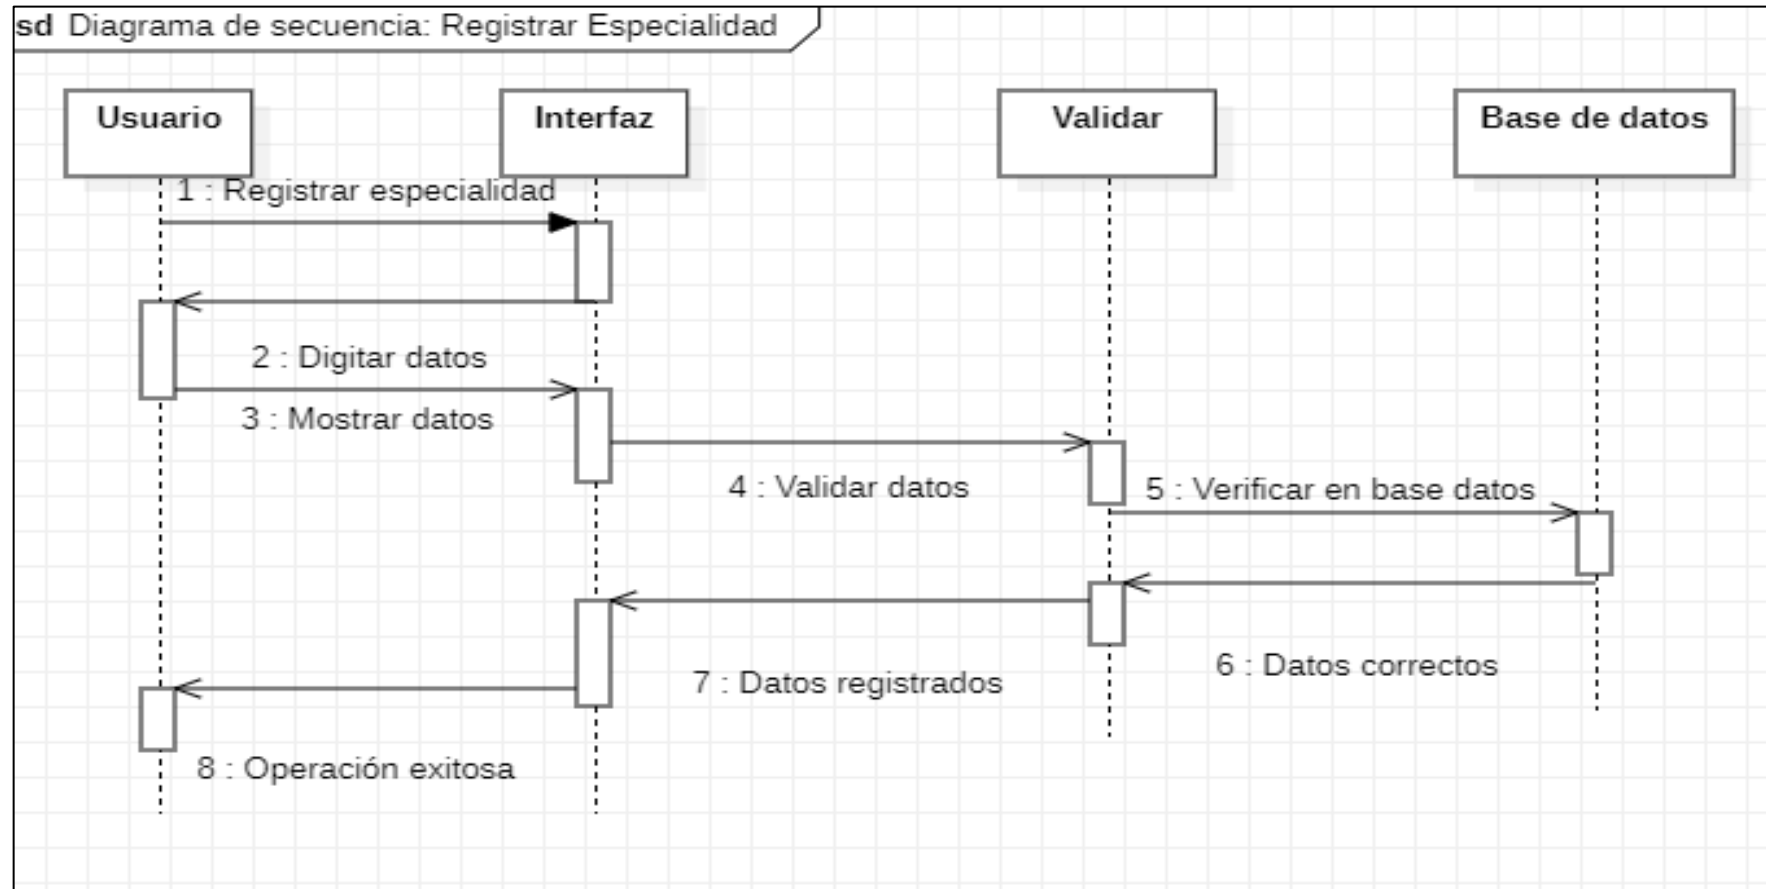 sd Diagrama de secuencia: Registrar Especialidad
Usuario
Interfaz
Validar
Base de datos
1 : Registrar especialidad
2 : Digitar datos
3 : Mostrar datos
4 : Validar datos
5 : Verificar en base datos
6 : Datos correctos
7 : Datos registrados
8 : Operación exitosa